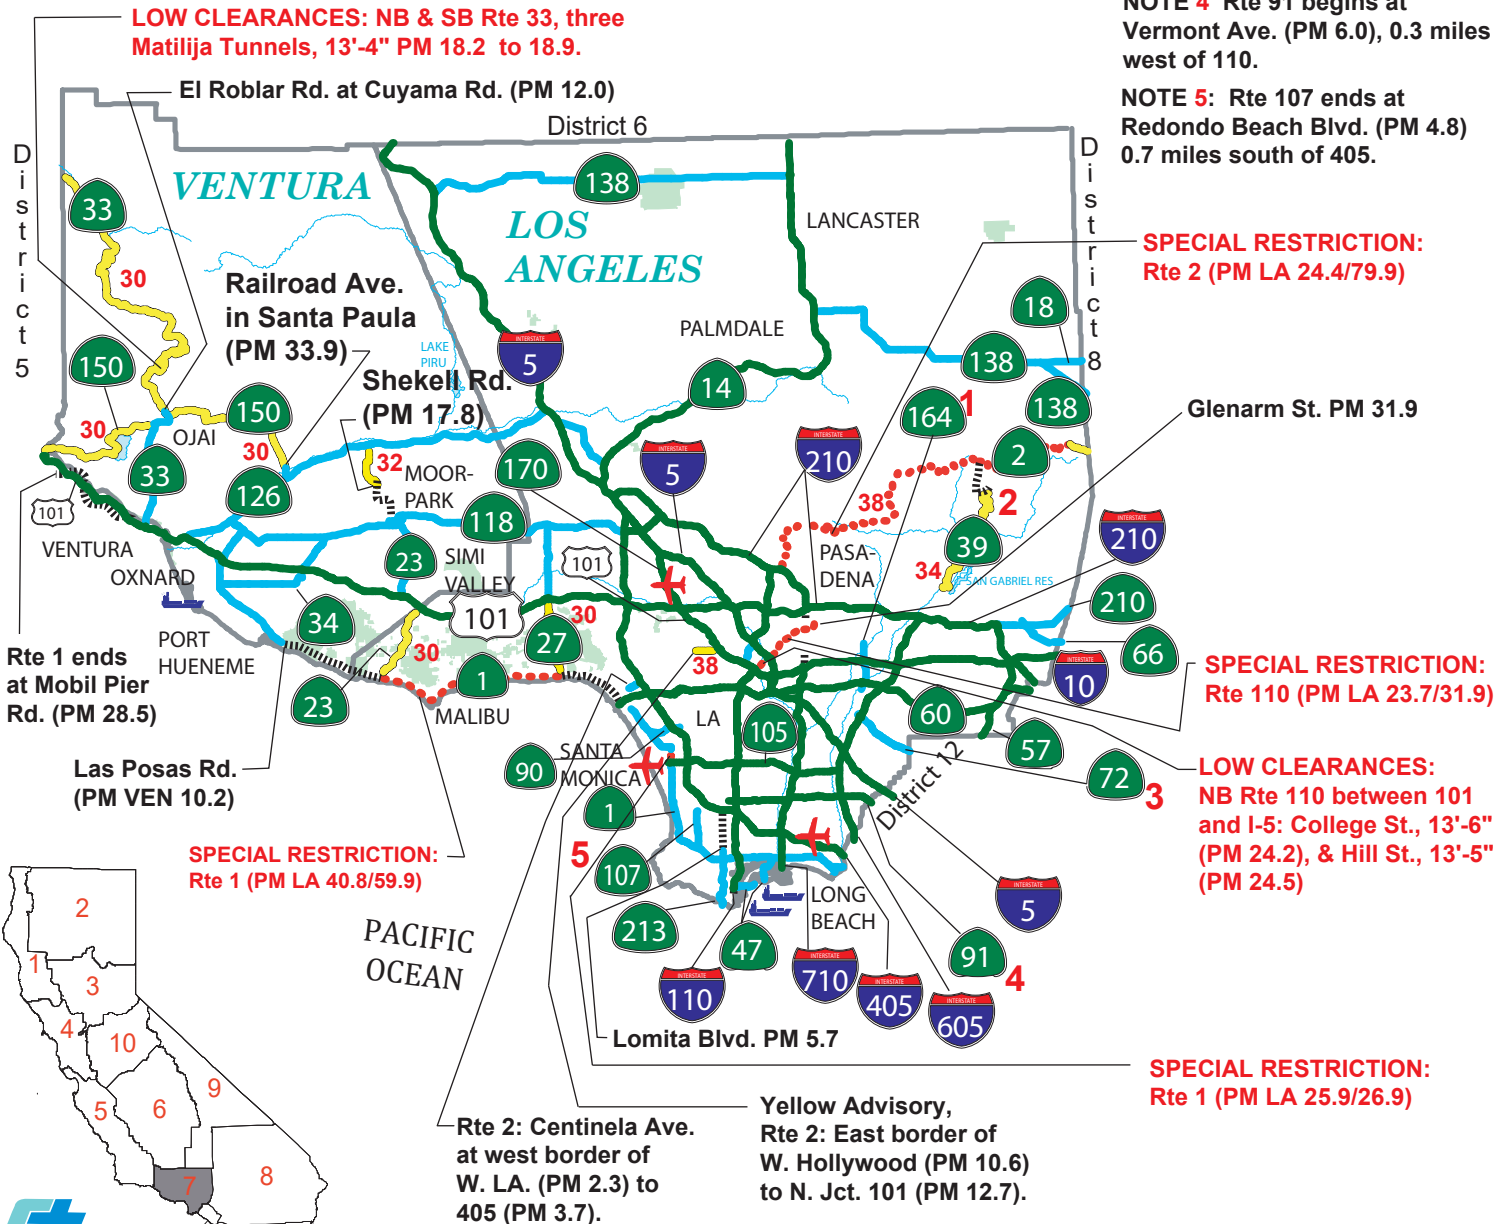 LOW CLEARANCES: NB & SB Rte 33, three
Matilija Tunnels, 13'-4" PM 18.2 to 18.9.
El Roblar Rd. at Cuyama Rd. (PM 12.0)
NOTE 4 Rte 91 begins at
Vermont Ave. (PM 6.0), 0.3 miles
west of 110.
NOTE 5: Rte 107 ends at
Redondo Beach Blvd. (PM 4.8)
0.7 miles south of 405.
District 6
District 5
District 8
VENTURA
LOS
ANGELES
138
33
LANCASTER
SPECIAL RESTRICTION:
Rte 2 (PM LA 24.4/79.9)
30
Railroad Ave.
in Santa Paula
(PM 33.9)
18
PALMDALE
LAKE
PIRU
INTERSTATE
5
150
138
Shekell Rd.
(PM 17.8)
14
164
1
138
Glenarm St. PM 31.9
150
30
OJAI
30
33
126
32
MOOR-
PARK
170
INTERSTATE
5
INTERSTATE
210
2
38
2
101
118
VENTURA
OXNARD
23
SIMI
VALLEY
101
PASA-
DENA
39
34
SAN GABRIEL RES
INTERSTATE
210
210
34
101
30
27
PORT
HUENEME
30
38
66
Rte 1 ends
at Mobil Pier
Rd. (PM 28.5)
23
1
MALIBU
INTERSTATE
10
SPECIAL RESTRICTION:
Rte 110 (PM LA 23.7/31.9)
LA
105
60
57
Las Posas Rd.
(PM VEN 10.2)
90
SANTA
MONICA
72
3
District 12
LOW CLEARANCES:
NB Rte 110 between 101
and I-5: College St., 13'-6"
(PM 24.2), & Hill St., 13'-5"
(PM 24.5)
1
SPECIAL RESTRICTION:
Rte 1 (PM LA 40.8/59.9)
5
107
LONG
BEACH
INTERSTATE
5
213
47
PACIFIC
OCEAN
INTERSTATE
110
INTERSTATE
710
INTERSTATE
405
INTERSTATE
605
91
4
Lomita Blvd. PM 5.7
SPECIAL RESTRICTION:
Rte 1 (PM LA 25.9/26.9)
Rte 2: Centinela Ave.
at west border of
W. LA. (PM 2.3) to
405 (PM 3.7).
Yellow Advisory,
Rte 2: East border of
W. Hollywood (PM 10.6)
to N. Jct. 101 (PM 12.7).
2
1
3
4
10
9
5
6
7
8